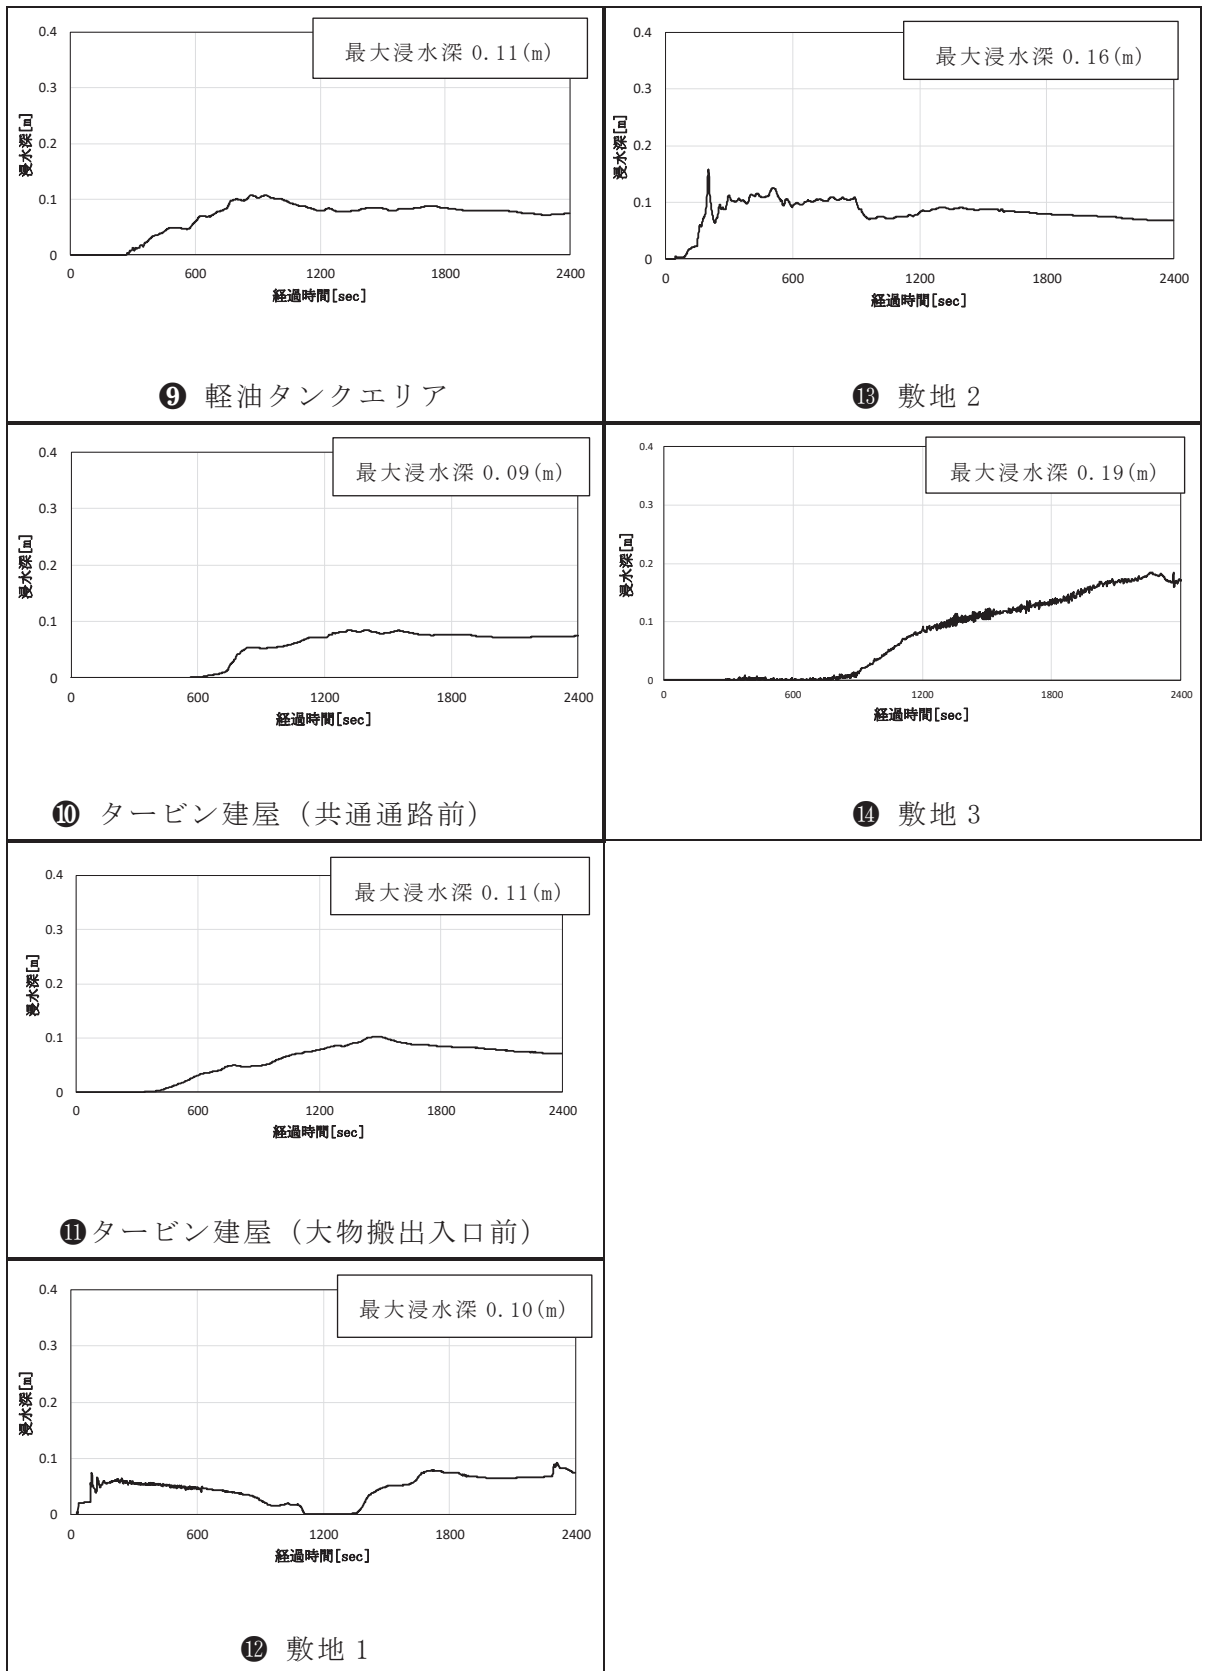 最大浸水深 0.11(m)
0.4
0.3
0.2
0.1
0
浸水深[m]
0 600 1200 1800 2400
経過時間[sec]
❾ 軽油タンクエリア
最大浸水深 0.16(m)
0.4
0.3
0.2
0.1
0
浸水深[m]
0 600 1200 1800 2400
経過時間[sec]
⓭ 敷地 2
最大浸水深 0.09(m)
0.4
0.3
0.2
0.1
0
浸水深[m]
0 600 1200 1800 2400
経過時間[sec]
❿ タービン建屋（共通通路前）
最大浸水深 0.19(m)
0.4
0.3
0.2
0.1
0
浸水深[m]
0 600 1200 1800 2400
経過時間[sec]
⓮ 敷地 3
最大浸水深 0.11(m)
0.4
0.3
0.2
0.1
0
浸水深[m]
0 600 1200 1800 2400
経過時間[sec]
⓫タービン建屋（大物搬出入口前）
最大浸水深 0.10(m)
0.4
0.3
0.2
0.1
0
浸水深[m]
0 600 1200 1800 2400
経過時間[sec]
⓬ 敷地 1